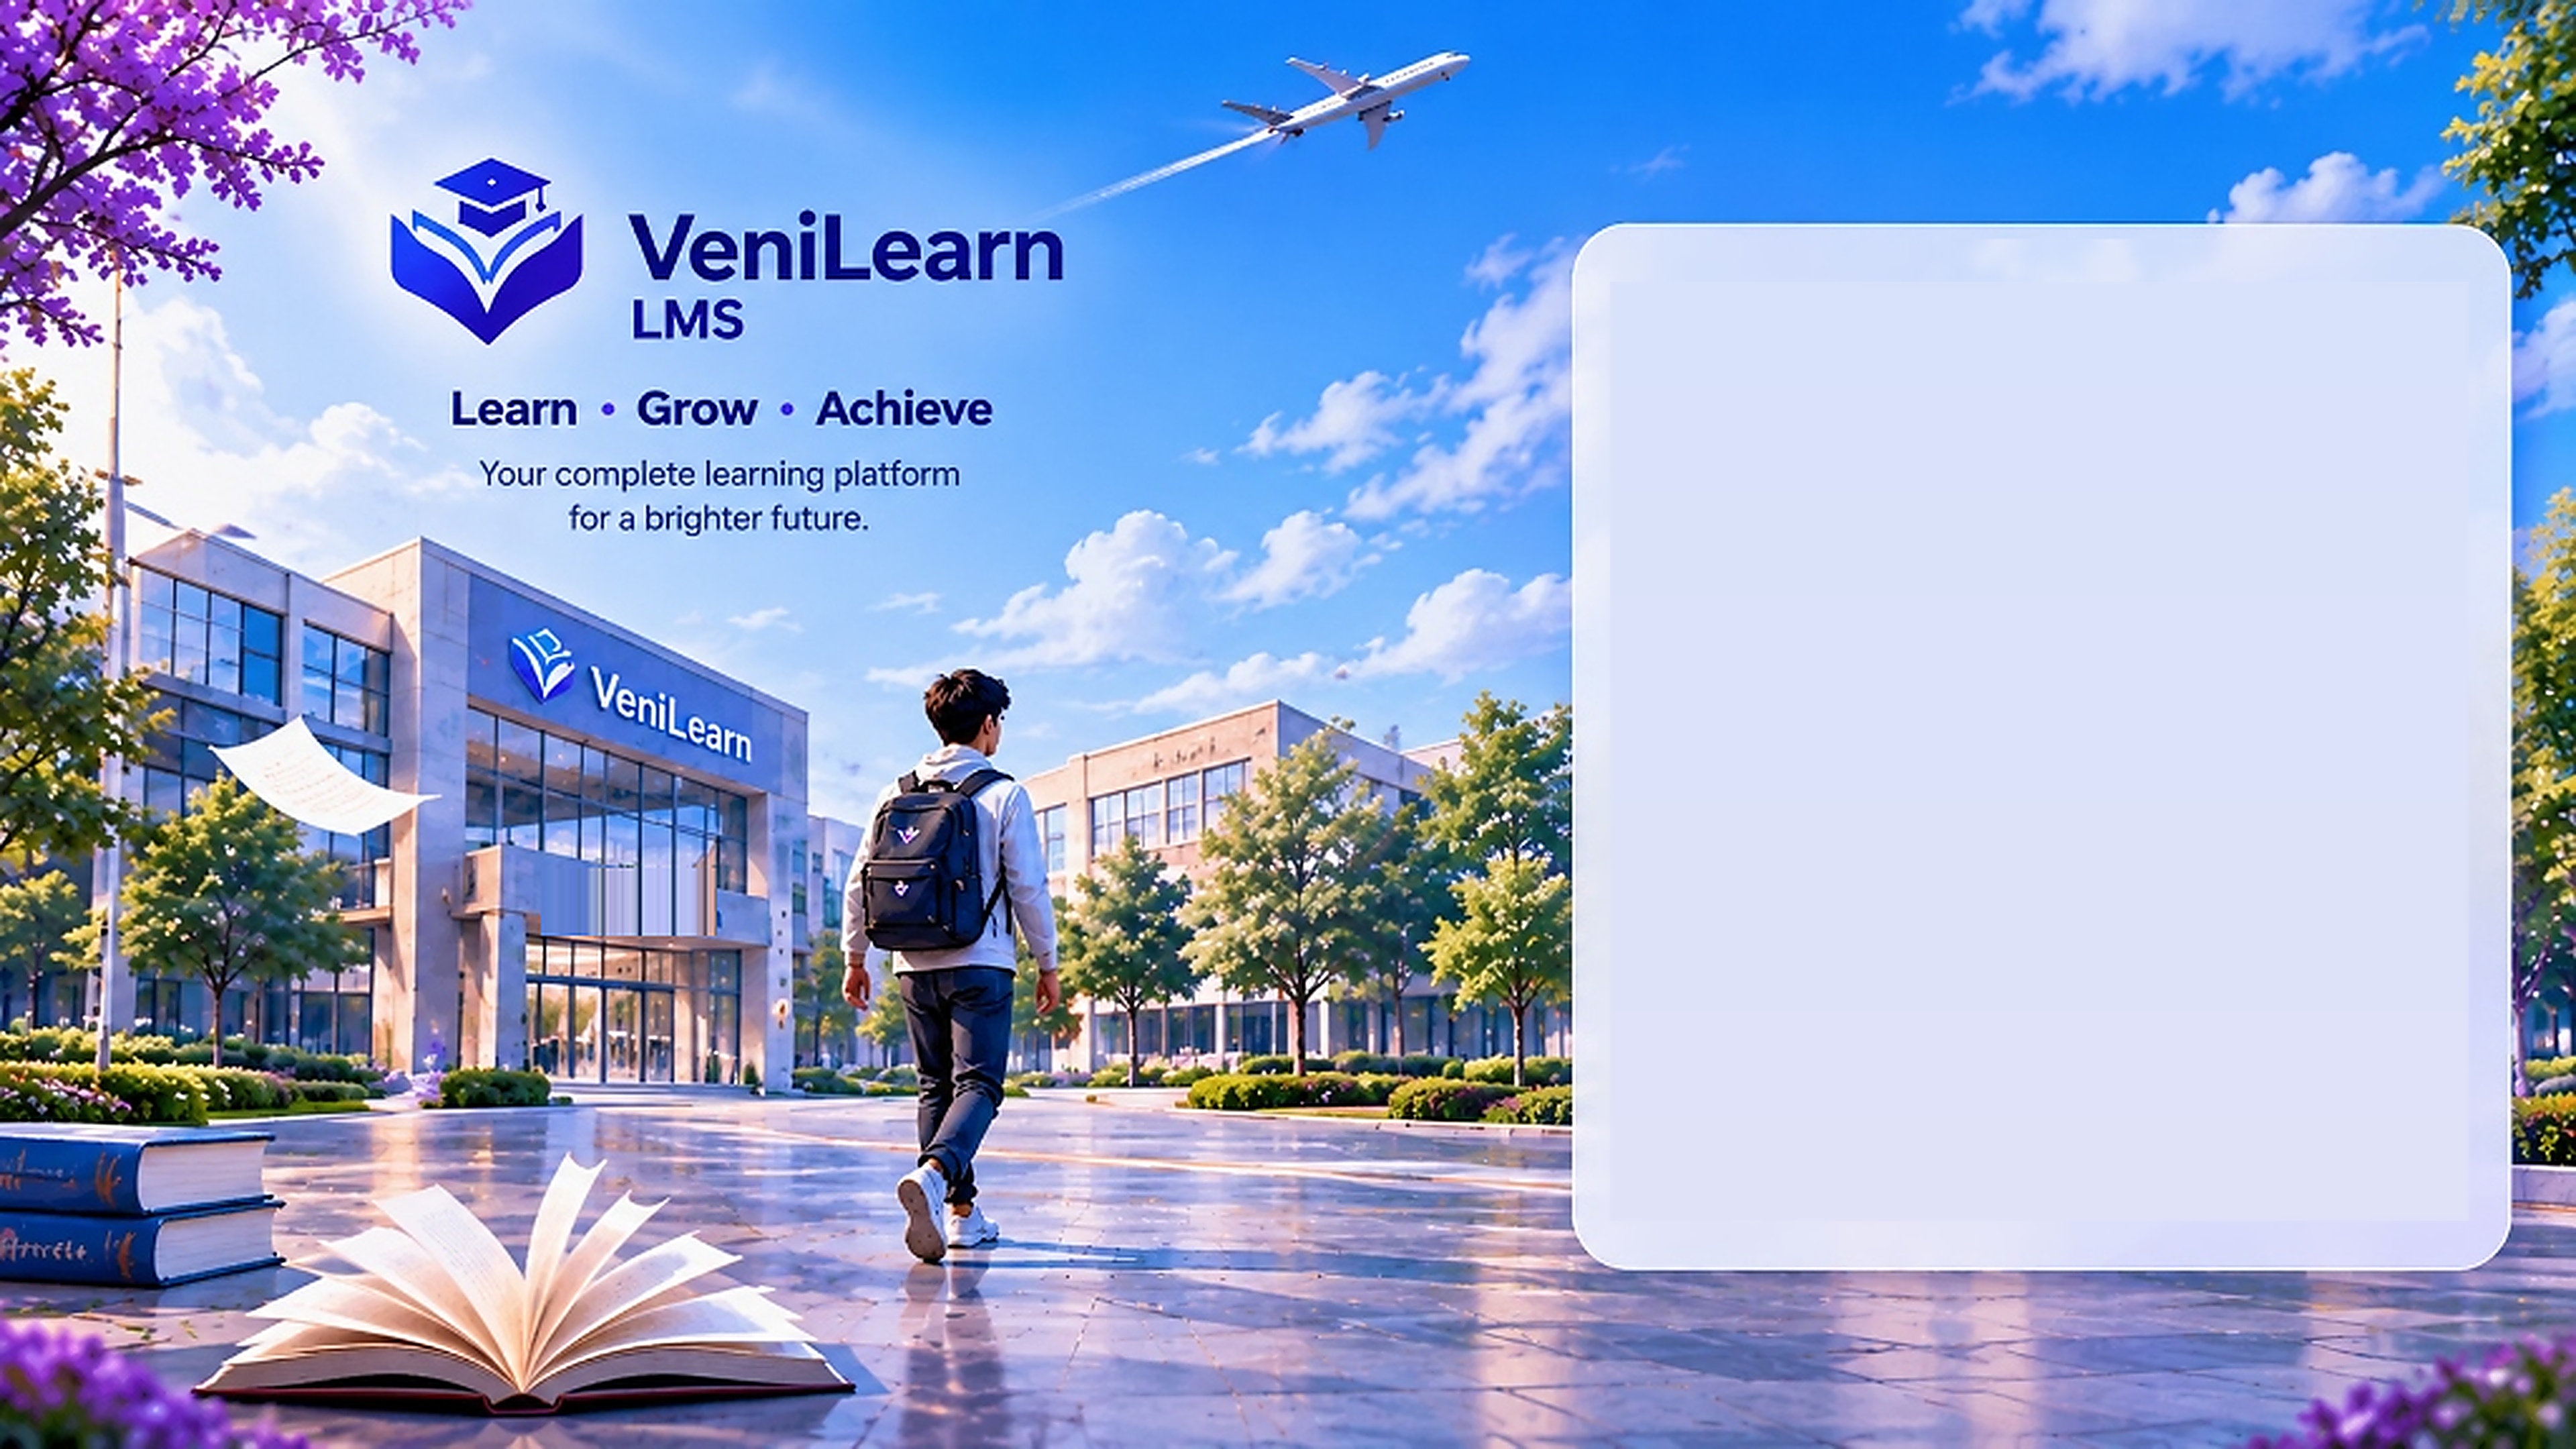 VeniLearn
LMS
Learn • Grow • Achieve
Your complete learning platform
for a brighter future.
VeniLearn